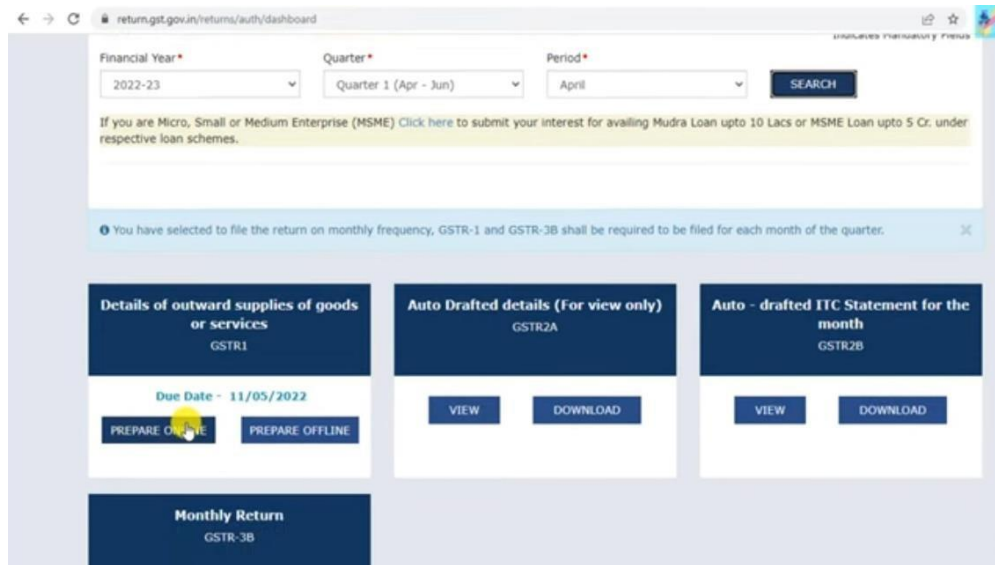 return.gst.gov.in/returns/auth/dashboard
Indicates Mandatory Fields
Financial Year•
Quarter•
Period•
2022-23
Quarter 1 (Apr - Jun)
April
SEARCH
If you are Micro, Small or Medium Enterprise (MSME) Click here to submit your interest for availing Mudra Loan upto 10 Lacs or MSME Loan upto 5 Cr. under
respective loan schemes.
You have selected to file the return on monthly frequency, GSTR-1 and GSTR-3B shall be required to be filed for each month of the quarter.
Details of outward supplies of goods
or services
GSTR1
Due Date - 11/05/2022
PREPARE ONLINE
PREPARE OFFLINE
Auto Drafted details (For view only)
GSTR2A
VIEW
DOWNLOAD
Auto - drafted ITC Statement for the
month
GSTR2B
VIEW
DOWNLOAD
Monthly Return
GSTR-3B